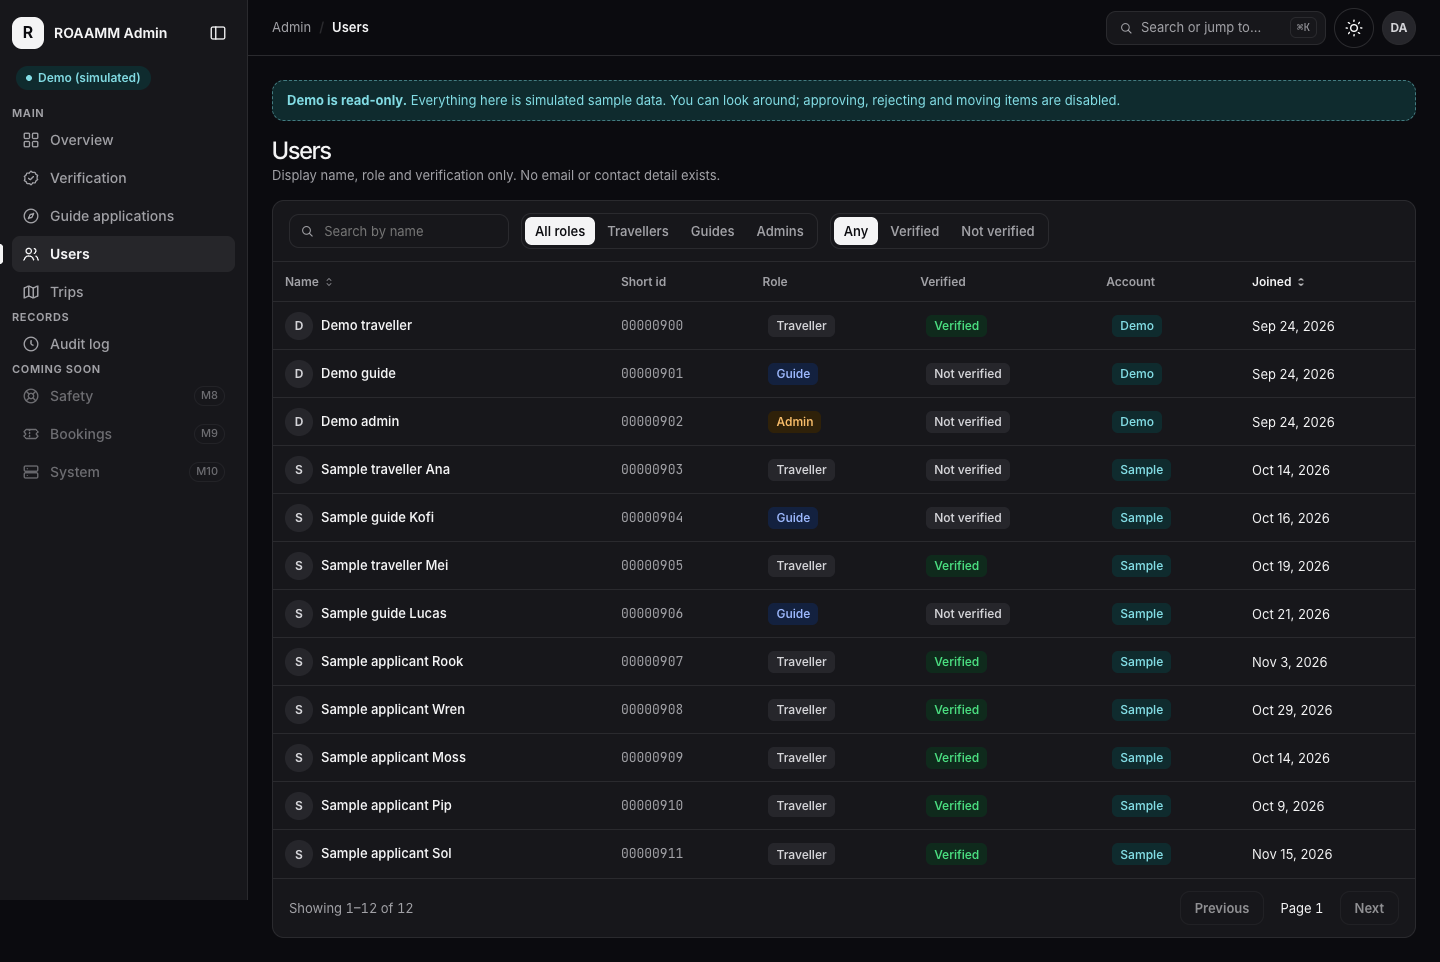 R ROAAMM Admin
Demo (simulated)
MAIN
Overview
Verification
Guide applications
Users
Trips
RECORDS
Audit log
COMING SOON
Safety M8
Bookings M9
System M10
Admin / Users
Search or jump to... ⌘K
DA
Demo is read-only. Everything here is simulated sample data. You can look around; approving, rejecting and moving items are disabled.
Users
Display name, role and verification only. No email or contact detail exists.
Search by name All roles Travellers Guides Admins Any Verified Not verified
Name Short id Role Verified Account Joined
D Demo traveller 00000900 Traveller Verified Demo Sep 24, 2026
D Demo guide 00000901 Guide Not verified Demo Sep 24, 2026
D Demo admin 00000902 Admin Not verified Demo Sep 24, 2026
S Sample traveller Ana 00000903 Traveller Not verified Sample Oct 14, 2026
S Sample guide Kofi 00000904 Guide Not verified Sample Oct 16, 2026
S Sample traveller Mei 00000905 Traveller Verified Sample Oct 19, 2026
S Sample guide Lucas 00000906 Guide Not verified Sample Oct 21, 2026
S Sample applicant Rook 00000907 Traveller Verified Sample Nov 3, 2026
S Sample applicant Wren 00000908 Traveller Verified Sample Oct 29, 2026
S Sample applicant Moss 00000909 Traveller Verified Sample Oct 14, 2026
S Sample applicant Pip 00000910 Traveller Verified Sample Oct 9, 2026
S Sample applicant Sol 00000911 Traveller Verified Sample Nov 15, 2026
Showing 1–12 of 12 Previous Page 1 Next